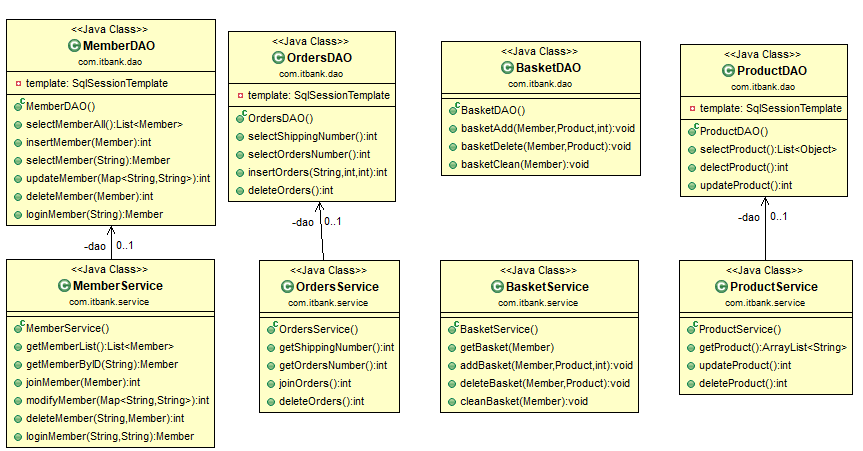 <<Java Class>>
MemberDAO
com.itbank.dao
template: SqlSessionTemplate
MemberDAO()
selectMemberAll():List<Member>
insertMember(Member):int
selectMember(String):Member
updateMember(Map<String,String>):int
deleteMember(Member):int
loginMember(String):Member
<<Java Class>>
OrdersDAO
com.itbank.dao
template: SqlSessionTemplate
OrdersDAO()
selectShippingNumber():int
selectOrdersNumber():int
insertOrders(String,int,int):int
deleteOrders():int
<<Java Class>>
BasketDAO
com.itbank.dao
BasketDAO()
basketAdd(Member,Product,int):void
basketDelete(Member,Product):void
basketClean(Member):void
<<Java Class>>
ProductDAO
com.itbank.dao
template: SqlSessionTemplate
ProductDAO()
selectProduct():List<Object>
delectProduct():int
updateProduct():int
-dao 0..1
-dao 0..1
-dao 0..1
<<Java Class>>
MemberService
com.itbank.service
MemberService()
getMemberList():List<Member>
getMemberByID(String):Member
joinMember(Member):int
modifyMember(Map<String,String>):int
deleteMember(String,Member):int
loginMember(String,String):Member
<<Java Class>>
OrdersService
com.itbank.service
OrdersService()
getShippingNumber():int
getOrdersNumber():int
joinOrders():int
deleteOrders():int
<<Java Class>>
BasketService
com.itbank.service
BasketService()
getBasket(Member)
addBasket(Member,Product,int):void
deleteBasket(Member,Product):void
cleanBasket(Member):void
<<Java Class>>
ProductService
com.itbank.service
ProductService()
getProduct():ArrayList<String>
updateProduct():int
deleteProduct():int